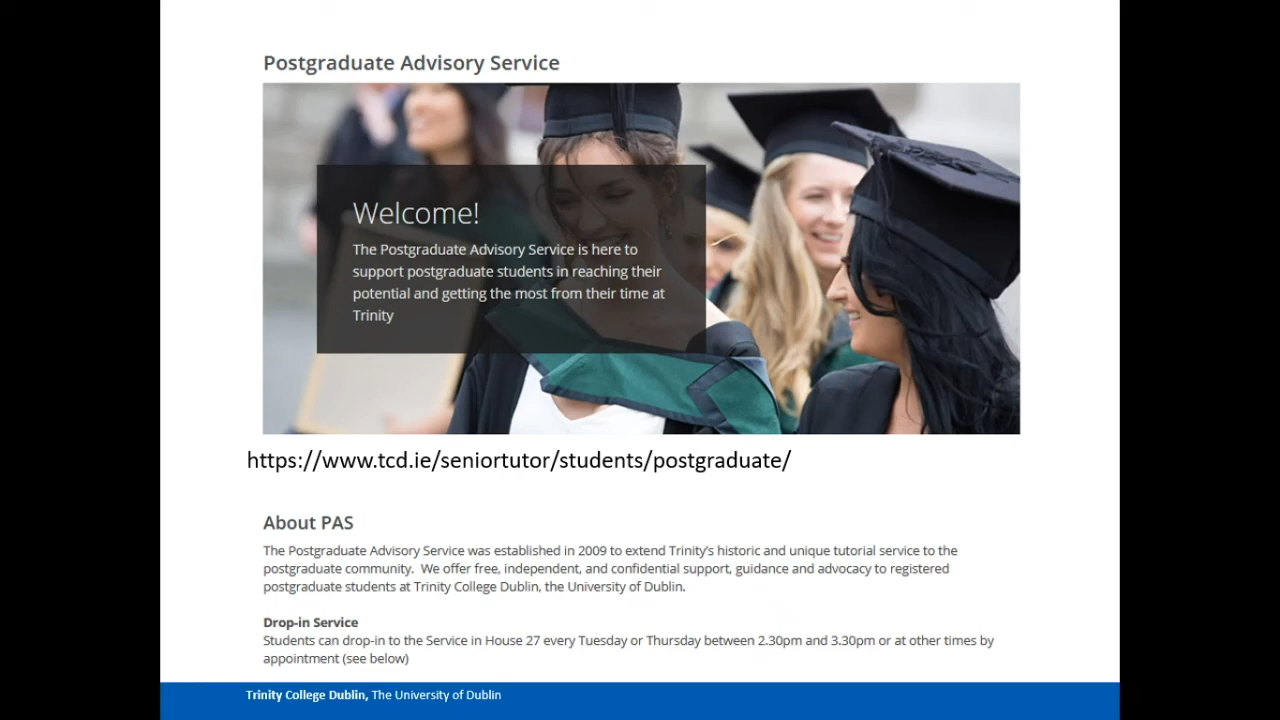 Postgraduate Advisory Service
Welcome!
The Postgraduate Advisory Service is here to
support postgraduate students in reaching their
potential and getting the most from their time at
Trinity
https://www.tcd.ie/seniortutor/students/postgraduate/
About PAS
The Postgraduate Advisory Service was established in 2009 to extend Trinity's historic and unique tutorial service to the
postgraduate community.  We offer free, independent, and confidential support, guidance and advocacy to registered
postgraduate students at Trinity College Dublin, the University of Dublin.
Drop-in Service
Students can drop-in to the Service in House 27 every Tuesday or Thursday between 2.30pm and 3.30pm or at other times by
appointment (see below)
Trinity College Dublin, The University of Dublin